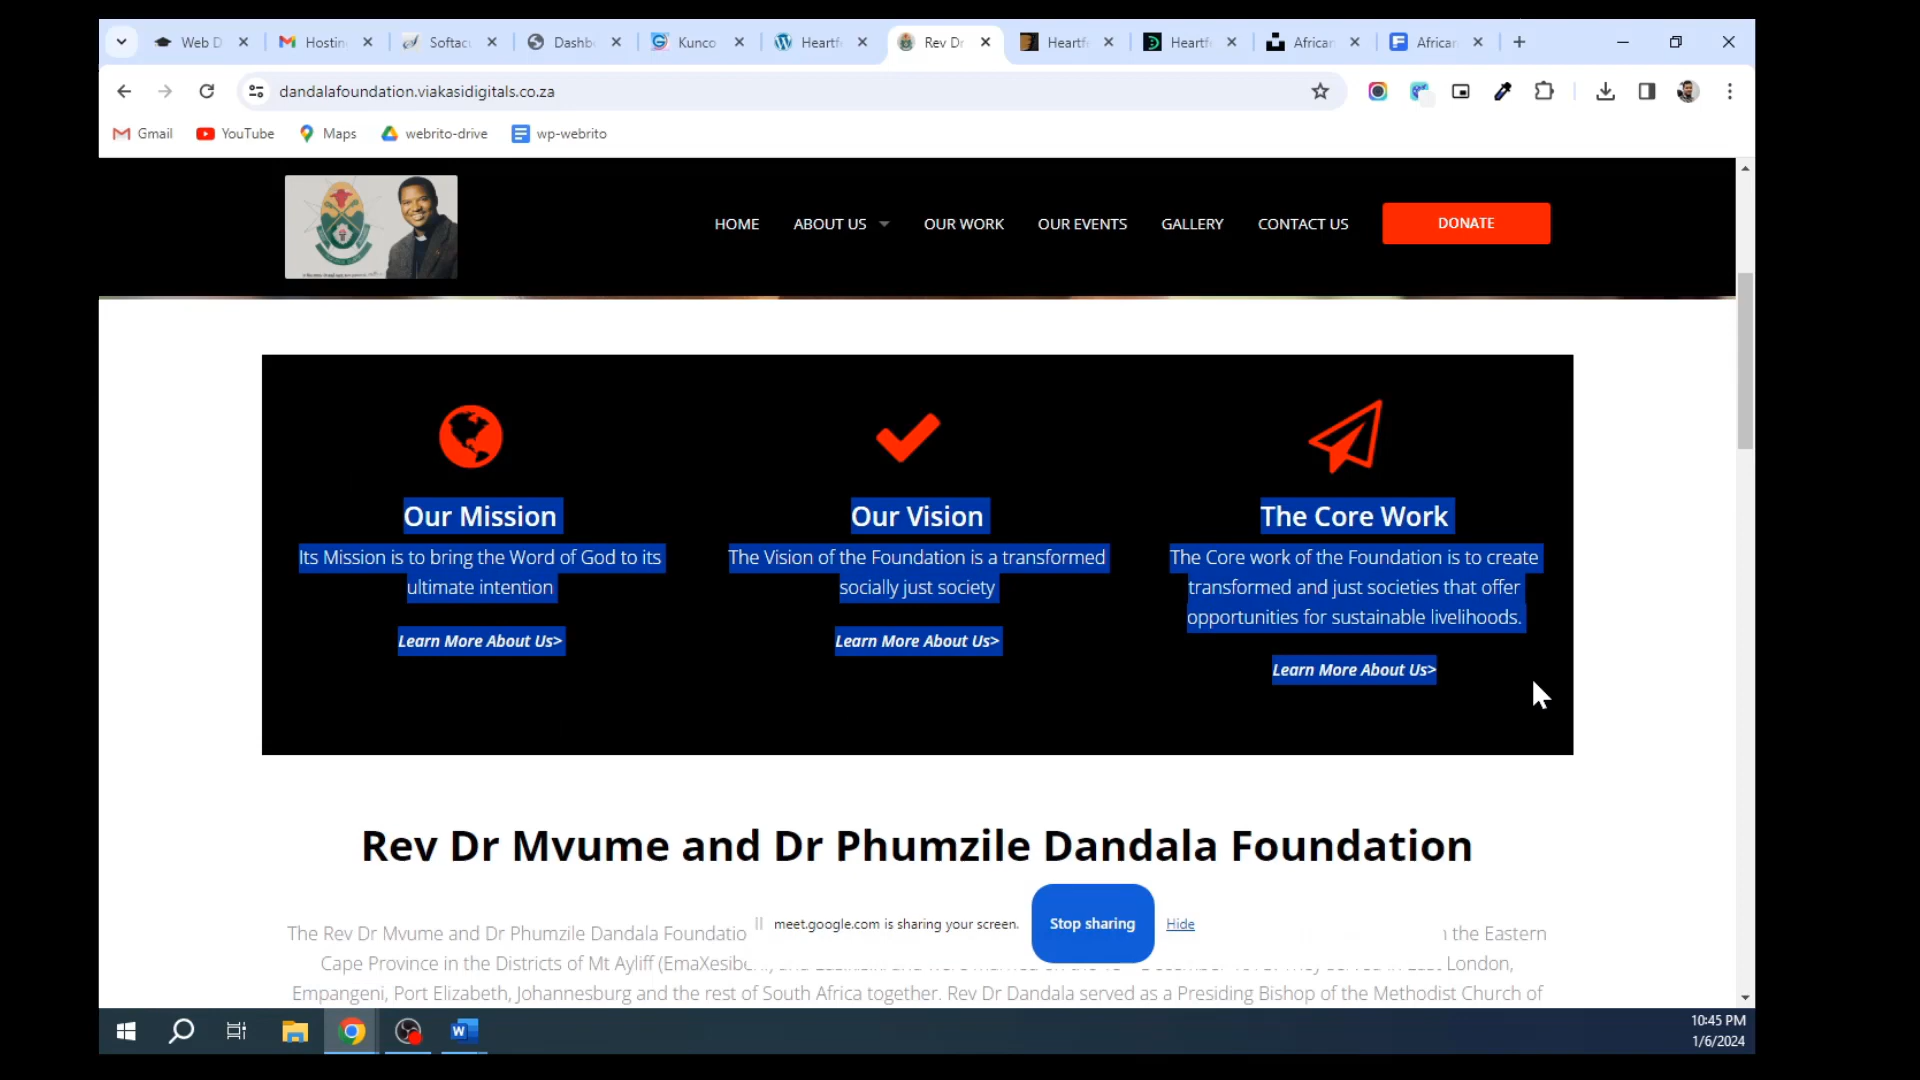 Web D
Hostin
Softac
Dashb
Kunco
Heartf
Rev Dr
Heartf
Heartf
African
African
dandalafoundation.viakasidigitals.co.za
Gmail
YouTube
Maps
webrito-drive
wp-webrito
HOME
ABOUT US
OUR WORK
OUR EVENTS
GALLERY
CONTACT US
DONATE
Our Mission
Its Mission is to bring the Word of God to its
ultimate intention
Learn More About Us>
Our Vision
The Vision of the Foundation is a transformed
socially just society
Learn More About Us>
The Core Work
The Core work of the Foundation is to create
transformed and just societies that offer
opportunities for sustainable livelihoods.
Learn More About Us>
Rev Dr Mvume and Dr Phumzile Dandala Foundation
The Rev Dr Mvume and Dr Phumzile Dandala Foundatio
the Eastern
meet.google.com is sharing your screen.
Stop sharing
Hide
Cape Province in the Districts of Mt Ayliff
London,
Empangeni, Port Elizabeth, Johannesburg and the rest of South Africa together. Rev Dr Dandala served as a Presiding Bishop of the Methodist Church of
10:45 PM
1/6/2024